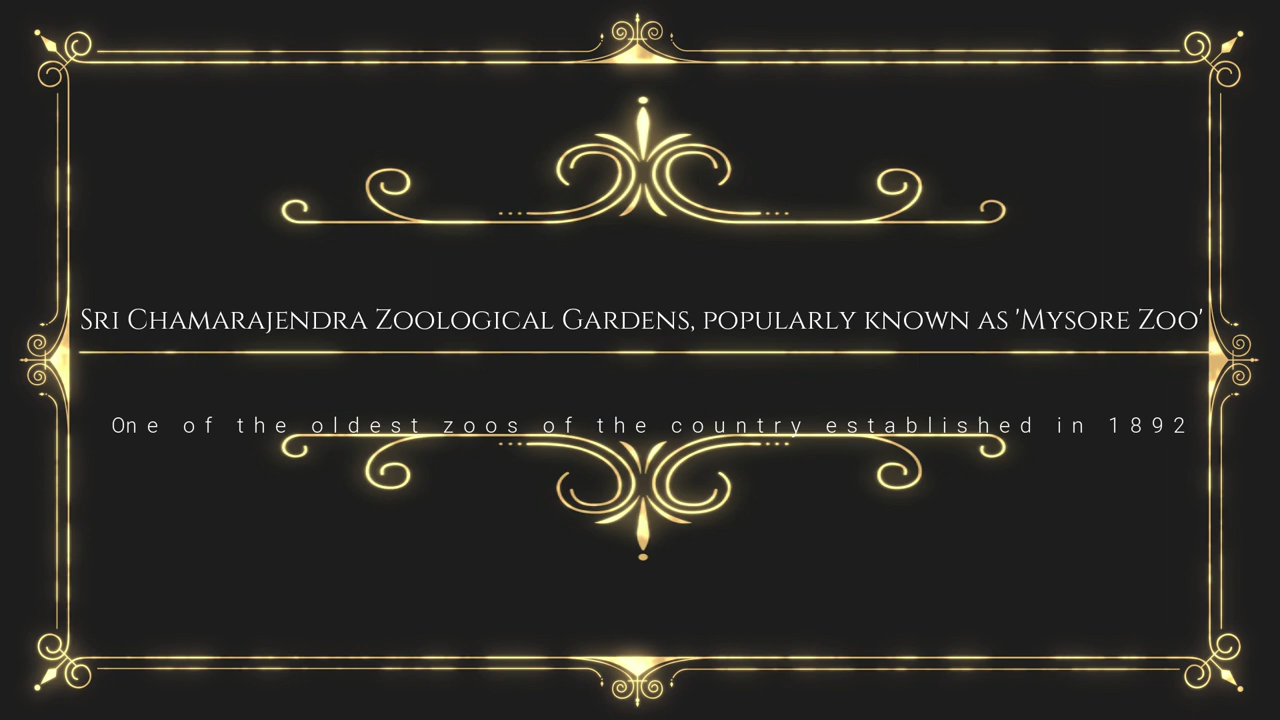 Sri Chamarajendra Zoological Gardens, popularly known as 'Mysore Zoo'
One of the oldest zoos of the country established in 1892